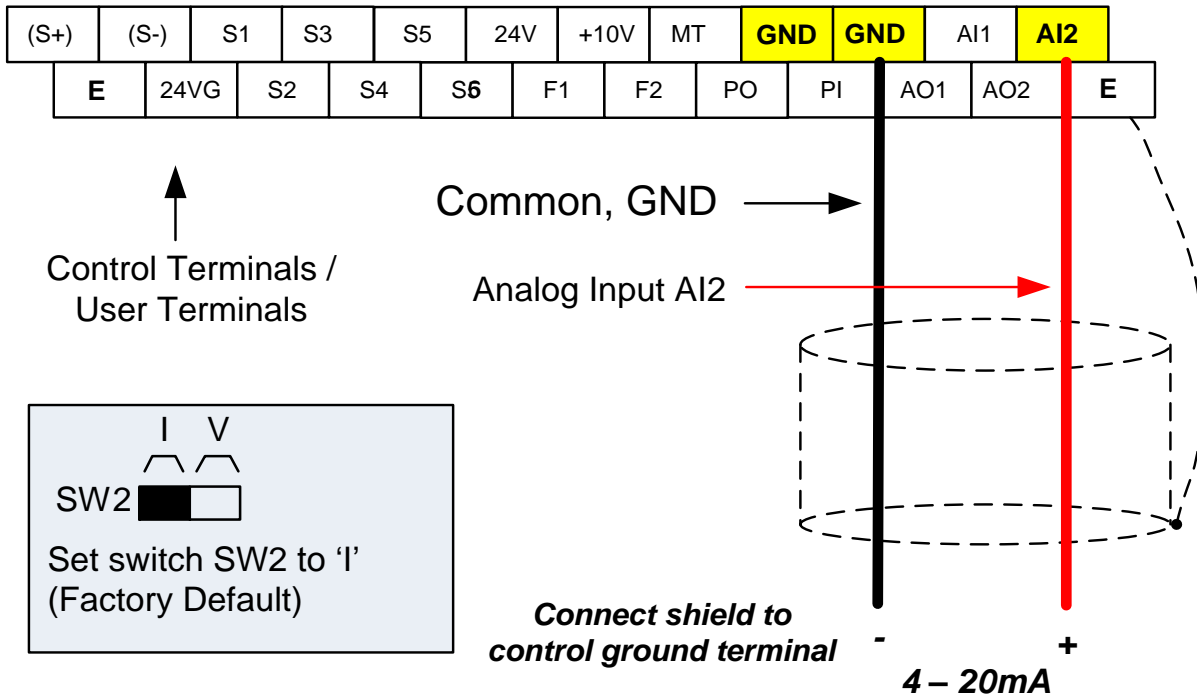 (S+) (S-) S1 S3 S5 24V +10V MT GND GND AI1 AI2
E 24VG S2 S4 S6 F1 F2 PO PI AO1 AO2 E
Common, GND
Control Terminals /
User Terminals
Analog Input AI2
I V
SW2
Set switch SW2 to ‘I’
(Factory Default)
Connect shield to
control ground terminal
- +
4 – 20mA